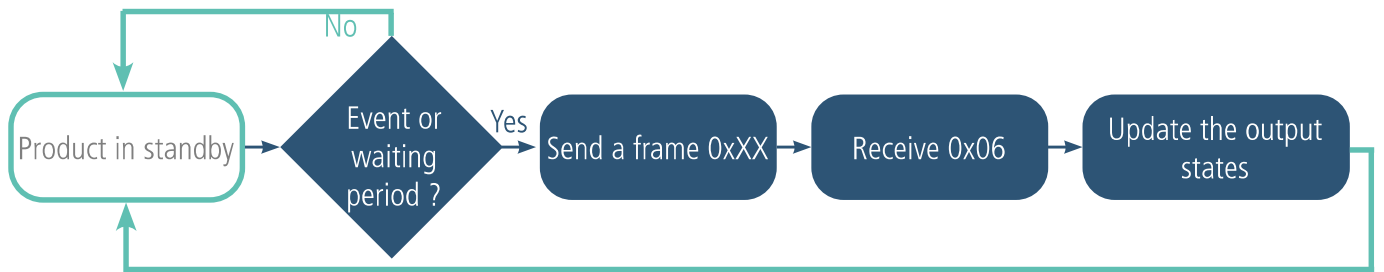 No
Product in standby
Event or
waiting
period ?
Yes
Send a frame 0xXX
Receive 0x06
Update the output
states